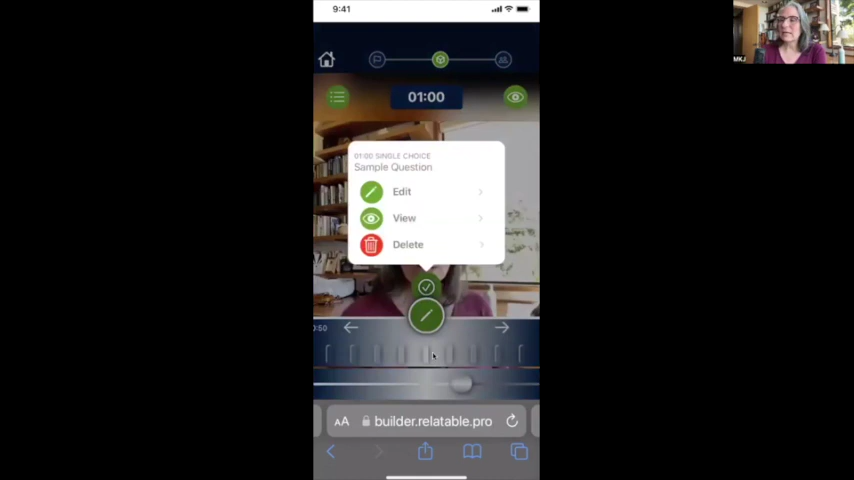 9:41
01:00
01:00 SINGLE CHOICE
Sample Question
Edit
View
Delete
0:50
AA builder.relatable.pro
MKJ